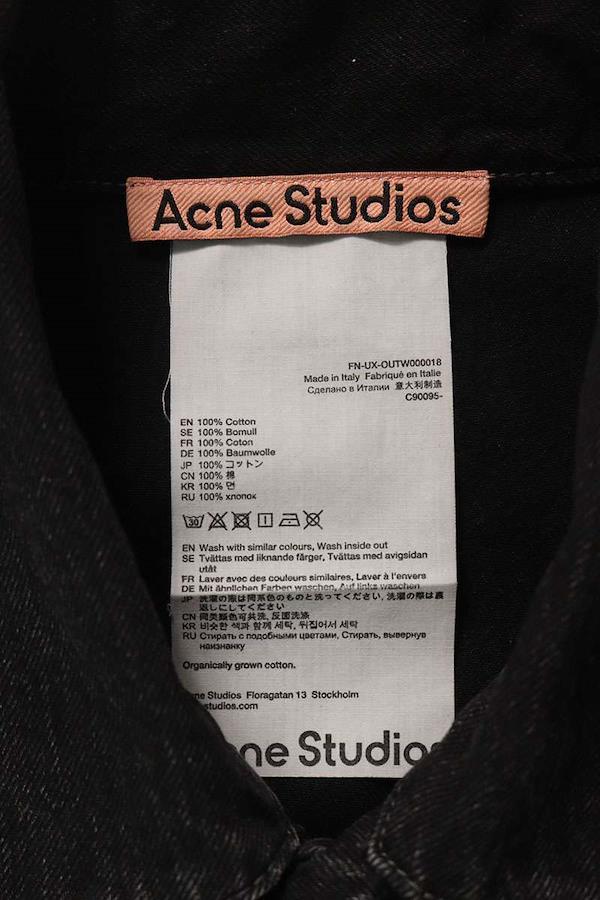 Acne Studios
FN-UX-OUTW000018
Made in Italy Fabriqué en Italie
Сделано в Италии 意大利制造
C90095-
EN 100% Cotton
SE 100% Bomull
FR 100% Coton
DE 100% Baumwolle
JP 100% コットン
CN 100% 棉
KR 100% 면
RU 100% хлопок
30
EN Wash with similar colours, Wash inside out
SE Tvättas med liknande färger, Tvättas med avigsidan
utåt
FR Laver avec des couleurs similaires, Laver à l'envers
DE Mit ähnlichen Farben waschen, Auf links waschen
JP 洗濯の際は同系色のものと洗ってください, 洗濯の際は裏
返しにしてください
CN 同类颜色可共洗, 反面洗涤
KR 비슷한 색과 함께 세탁, 뒤집어서 세탁
RU Стирать с подобными цветами, Стирать, вывернув
наизнанку
Organically grown cotton.
ne Studios Floragatan 13 Stockholm
studios.com
ne Studios